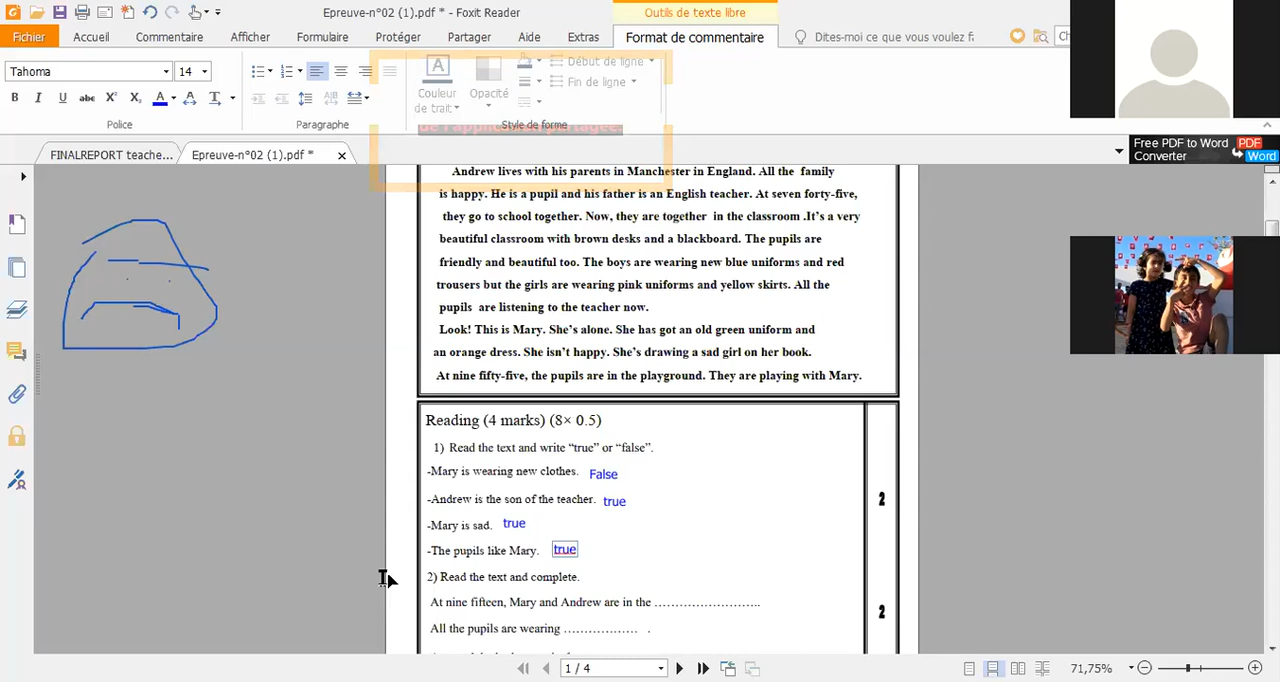 Epreuve-n°02 (1).pdf * - Foxit Reader
Outils de texte libre
Fichier
Accueil
Commentaire
Afficher
Formulaire
Protéger
Partager
Aide
Extras
Format de commentaire
Dites-moi ce que vous voulez f
Ch
Tahoma
14
Couleur
de trait
Opacité
Début de ligne
Fin de ligne
Police
Paragraphe
Style de forme
de l'application partagée.
FINALREPORT teache...
Epreuve-n°02 (1).pdf *
Free PDF to Word
Converter
PDF
Word
Andrew lives with his parents in Manchester in England. All the family
is happy. He is a pupil and his father is an English teacher. At seven forty-five,
they go to school together. Now, they are together in the classroom .It's a very
beautiful classroom with brown desks and a blackboard. The pupils are
friendly and beautiful too. The boys are wearing new blue uniforms and red
trousers but the girls are wearing pink uniforms and yellow skirts. All the
pupils are listening to the teacher now.
Look! This is Mary. She's alone. She has got an old green uniform and
an orange dress. She isn't happy. She's drawing a sad girl on her book.
At nine fifty-five, the pupils are in the playground. They are playing with Mary.
Reading (4 marks) (8× 0.5)
1) Read the text and write “true” or “false”.
-Mary is wearing new clothes. False
-Andrew is the son of the teacher. true
2
-Mary is sad. true
-The pupils like Mary. true
2) Read the text and complete.
At nine fifteen, Mary and Andrew are in the ……………………..
2
All the pupils are wearing ……………… .
1 / 4
71,75%